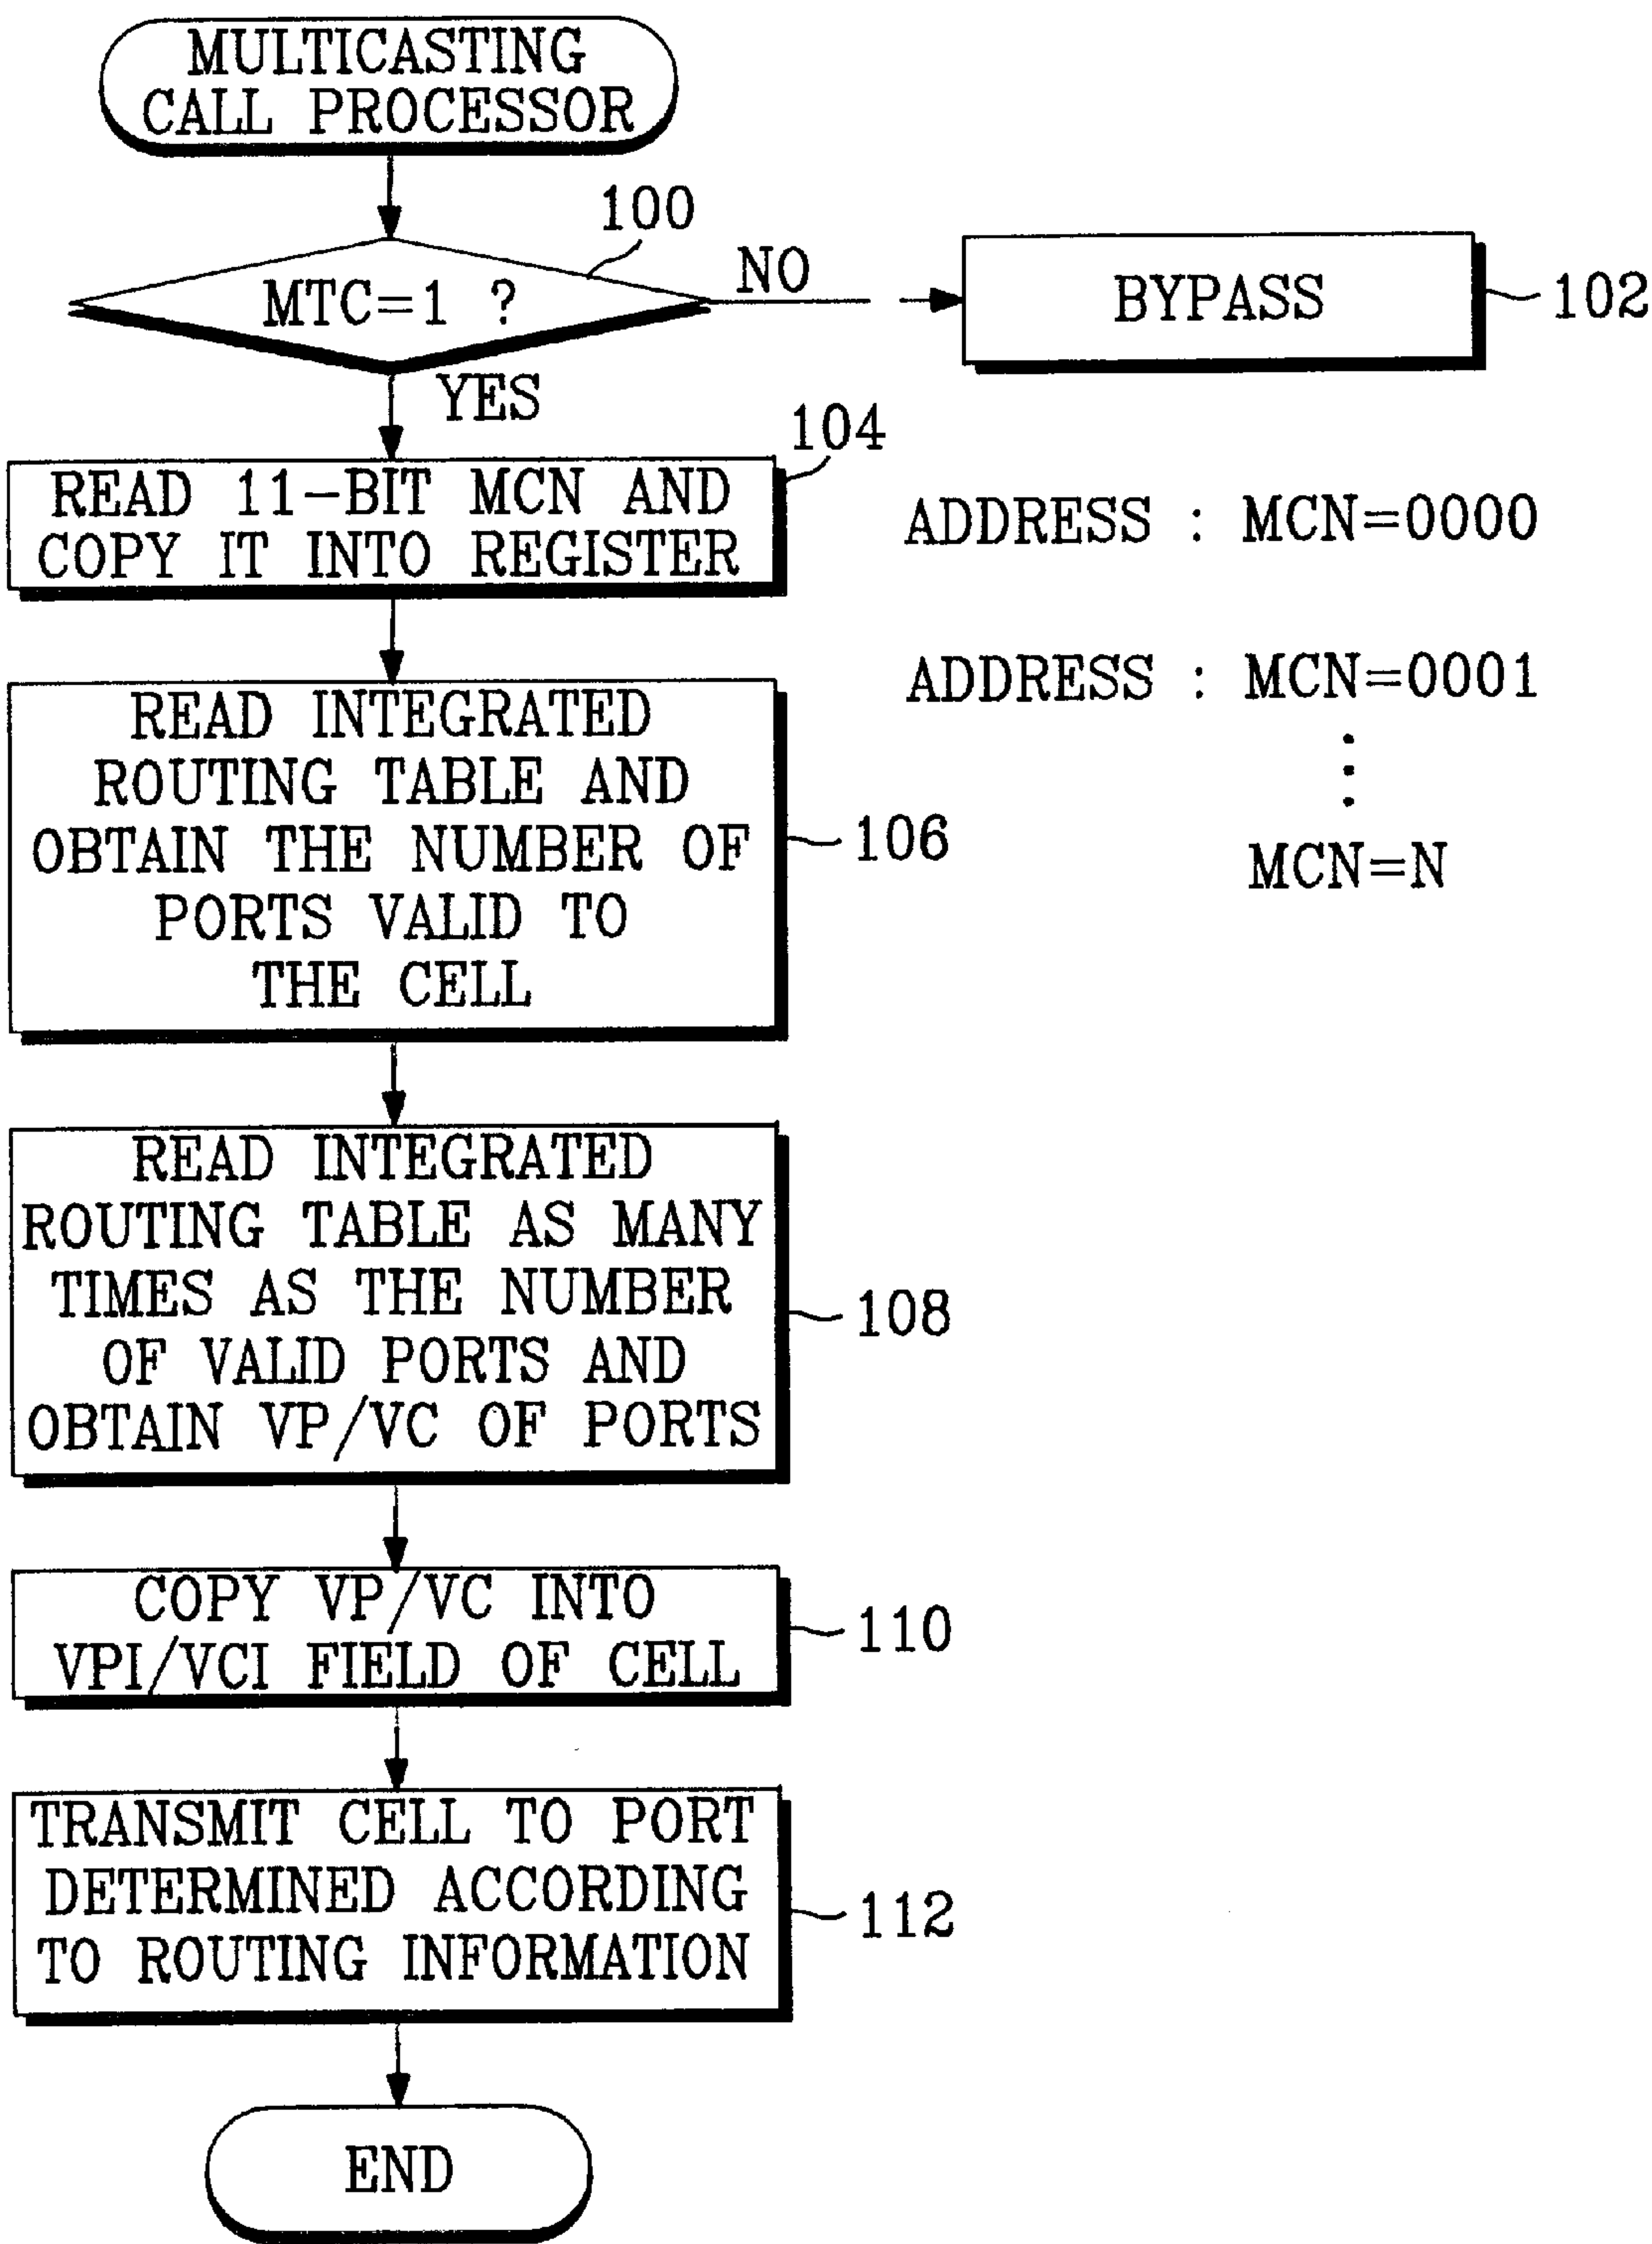 MULTICASTING
CALL PROCESSOR
100
MTC=1 ?
NO
BYPASS
102
YES
104
READ 11-BIT MCN AND
COPY IT INTO REGISTER
ADDRESS : MCN=0000
ADDRESS : MCN=0001
⋮
MCN=N
READ INTEGRATED
ROUTING TABLE AND
OBTAIN THE NUMBER OF
PORTS VALID TO
THE CELL
106
READ INTEGRATED
ROUTING TABLE AS MANY
TIMES AS THE NUMBER
OF VALID PORTS AND
OBTAIN VP/VC OF PORTS
108
COPY VP/VC INTO
VPI/VCI FIELD OF CELL
110
TRANSMIT CELL TO PORT
DETERMINED ACCORDING
TO ROUTING INFORMATION
112
END